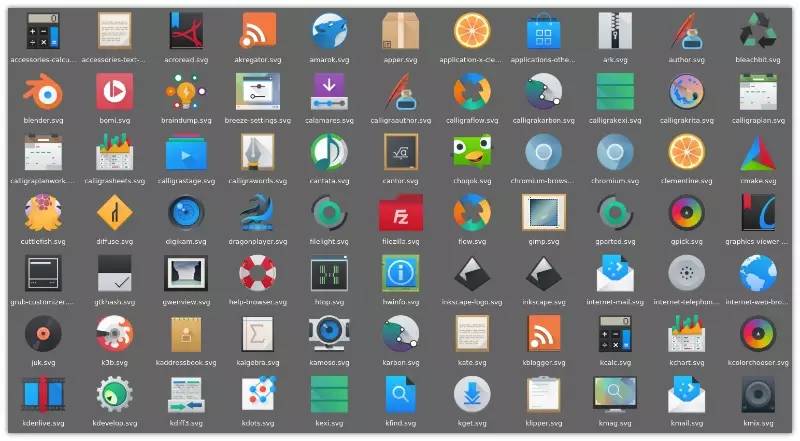 accessories-calcu... accessories-text-... acroread.svg akregator.svg amarok.svg apper.svg application-x-cle... applications-othe... ark.svg author.svg bleachbit.svg
blender.svg bomi.svg braindump.svg breeze-settings.svg calamares.svg calligraauthor.svg calligraflow.svg calligrakarbon.svg calligrakexi.svg calligrakrita.svg calligraplan.svg
calligraplanwork.... calligrasheets.svg calligrastage.svg calligrawords.svg cantata.svg cantor.svg choqok.svg chromium-brows... chromium.svg clementine.svg cmake.svg
cuttlefish.svg diffuse.svg digikam.svg dragonplayer.svg filelight.svg filezilla.svg flow.svg gimp.svg gparted.svg gpick.svg graphics-viewer-...
grub-customizer.... gtkhash.svg gwenview.svg help-browser.svg htop.svg hwinfo.svg inkscape-logo.svg inkscape.svg internet-mail.svg internet-telephon... internet-web-bro...
juk.svg k3b.svg kaddressbook.svg kalgebra.svg kamoso.svg karbon.svg kate.svg kblogger.svg kcalc.svg kchart.svg kcolorchooser.svg
kdenlive.svg kdevelop.svg kdiff3.svg kdots.svg kexi.svg kfind.svg kget.svg klipper.svg kmag.svg kmail.svg kmix.svg